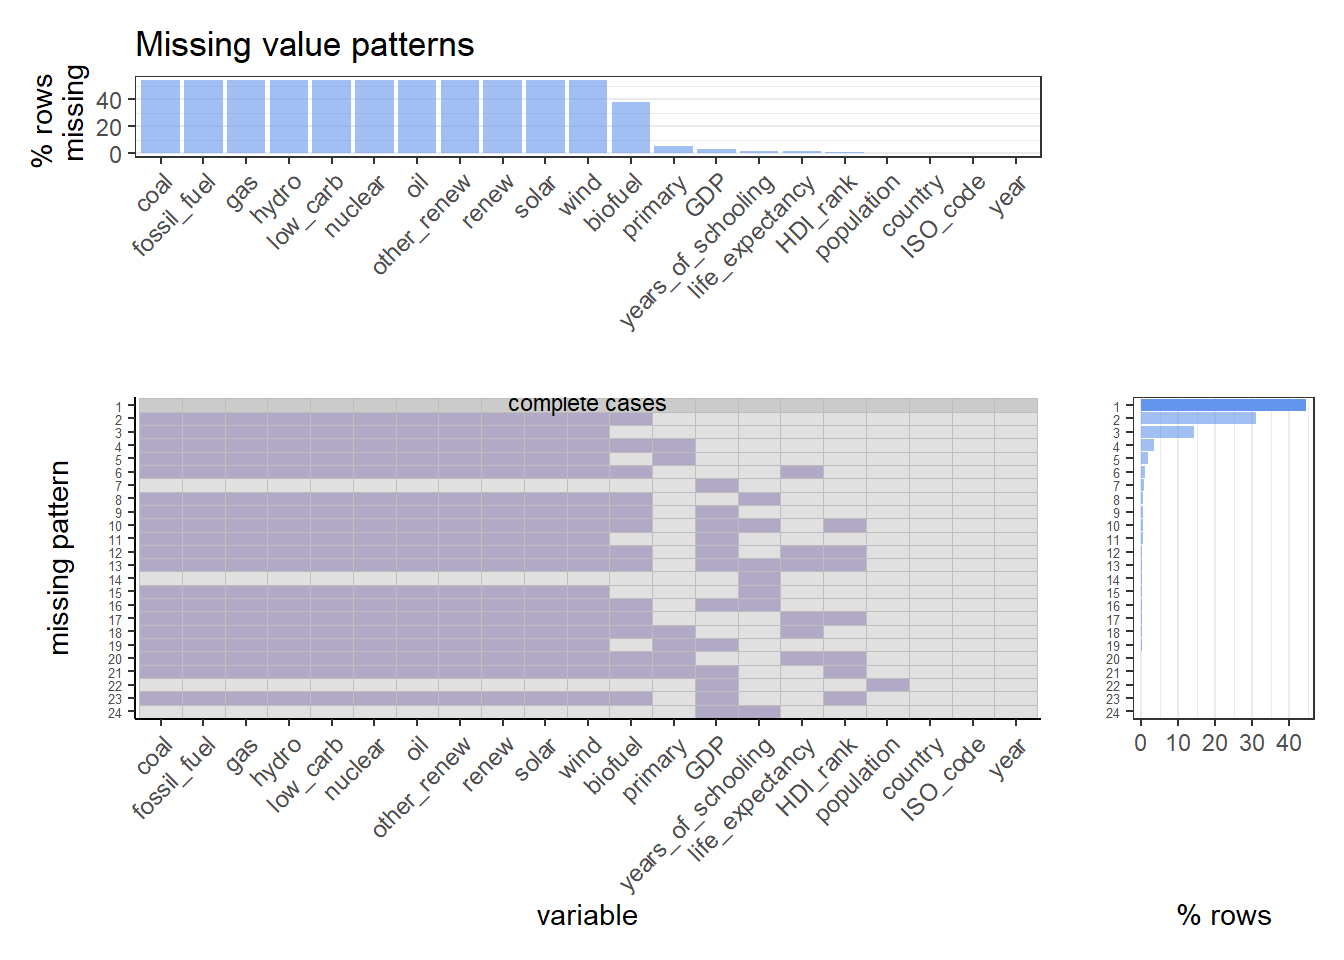 Missing value patterns
% rows
missing
40
20
0
coal
fossil_fuel
gas
hydro
low_carb
nuclear
oil
other_renew
renew
solar
wind
biofuel
primary
GDP
years_of_schooling
life_expectancy
HDI_rank
population
country
ISO_code
year
missing pattern
complete cases
1
2
3
4
5
6
7
8
9
10
11
12
13
14
15
16
17
18
19
20
21
22
23
24
coal
fossil_fuel
gas
hydro
low_carb
nuclear
oil
other_renew
renew
solar
wind
biofuel
primary
GDP
years_of_schooling
life_expectancy
HDI_rank
population
country
ISO_code
year
variable
1
2
3
4
5
6
7
8
9
10
11
12
13
14
15
16
17
18
19
20
21
22
23
24
0 10 20 30 40
% rows